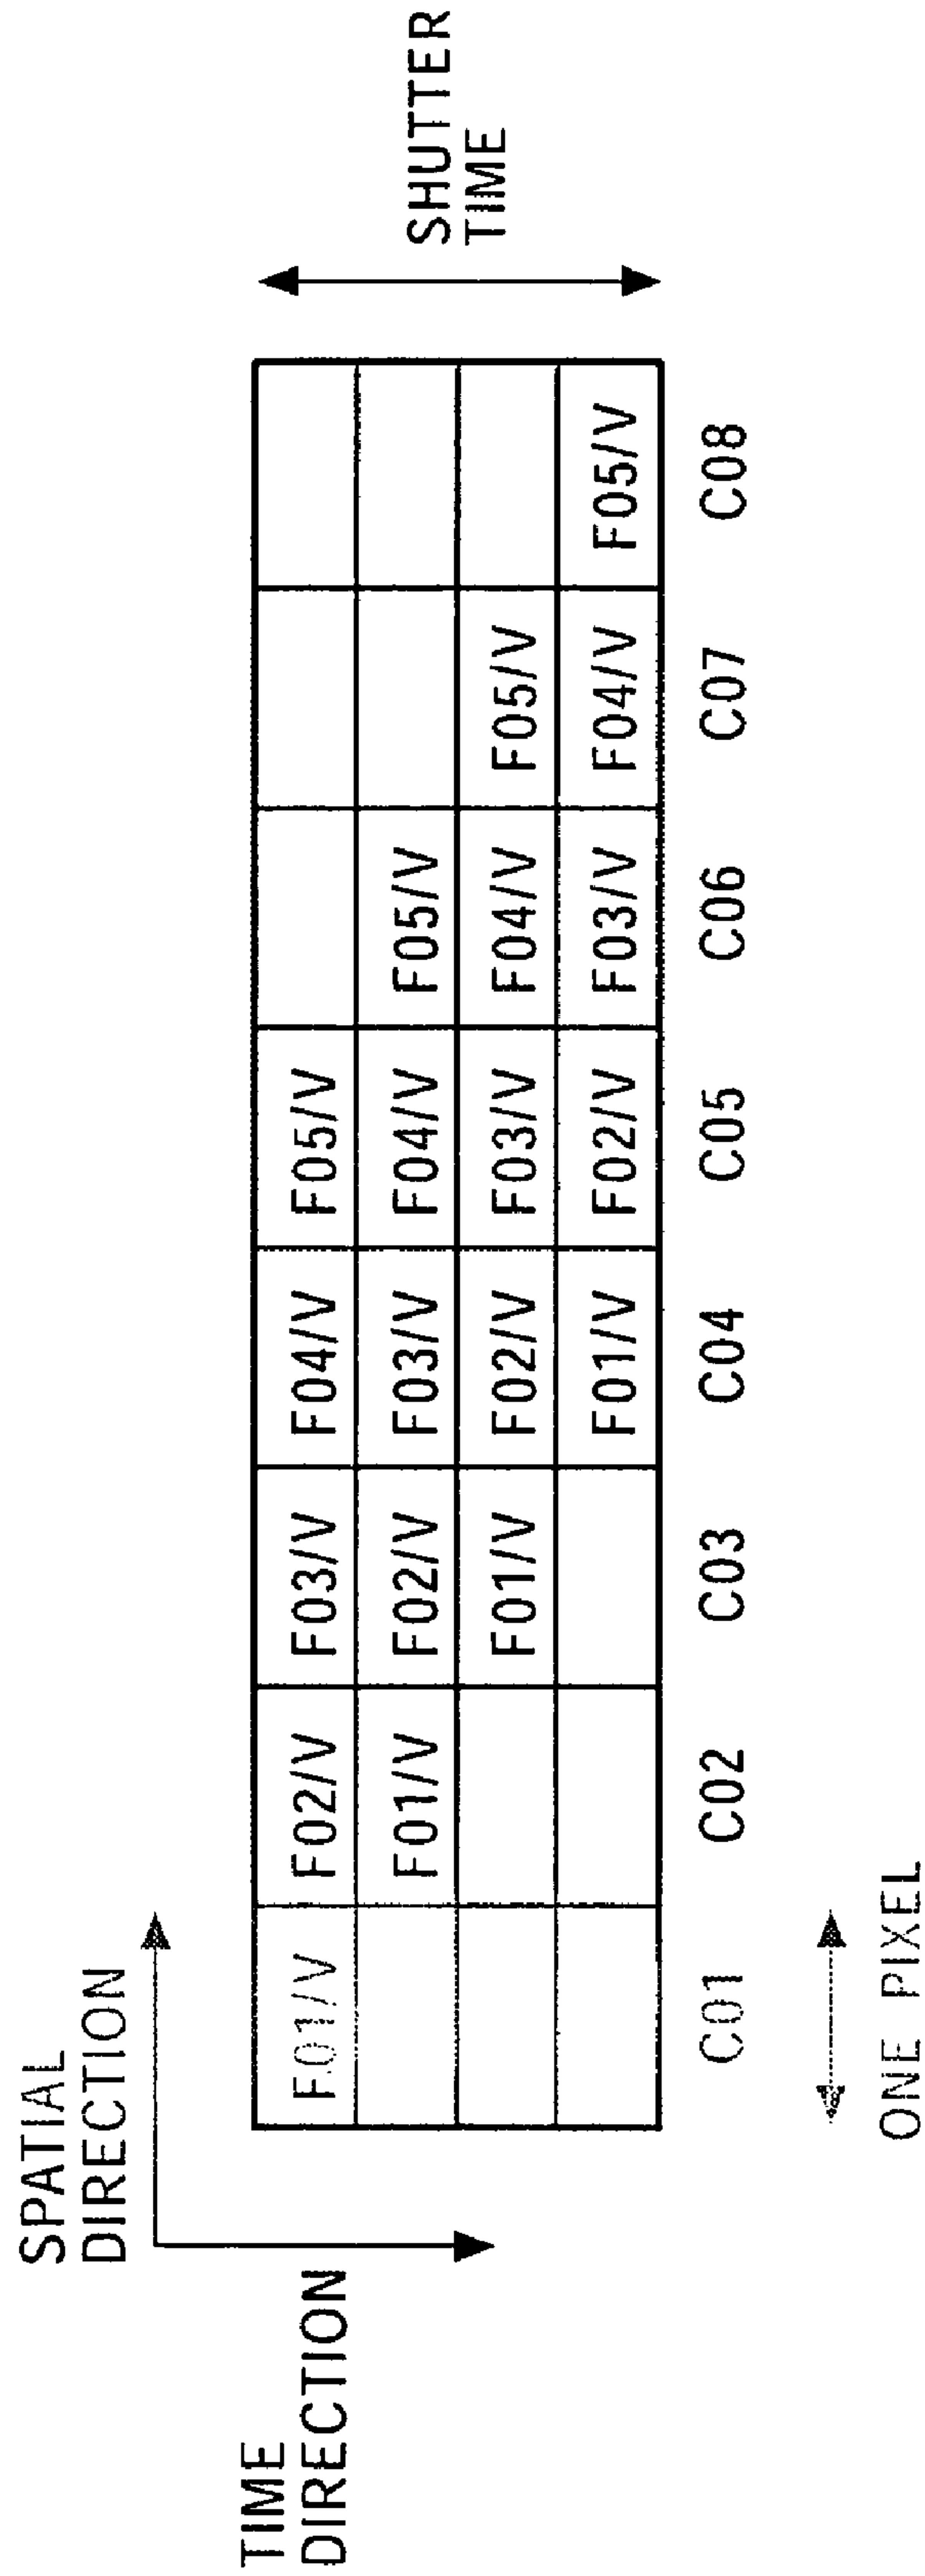 SPATIAL
DIRECTION
TIME
DIRECTION
F01/V F02/V F03/V F04/V F05/V
F01/V F02/V F03/V F04/V F05/V
F01/V F02/V F03/V F04/V F05/V
F01/V F02/V F03/V F04/V F05/V
SHUTTER
TIME
C01 C02 C03 C04 C05 C06 C07 C08
ONE PIXEL